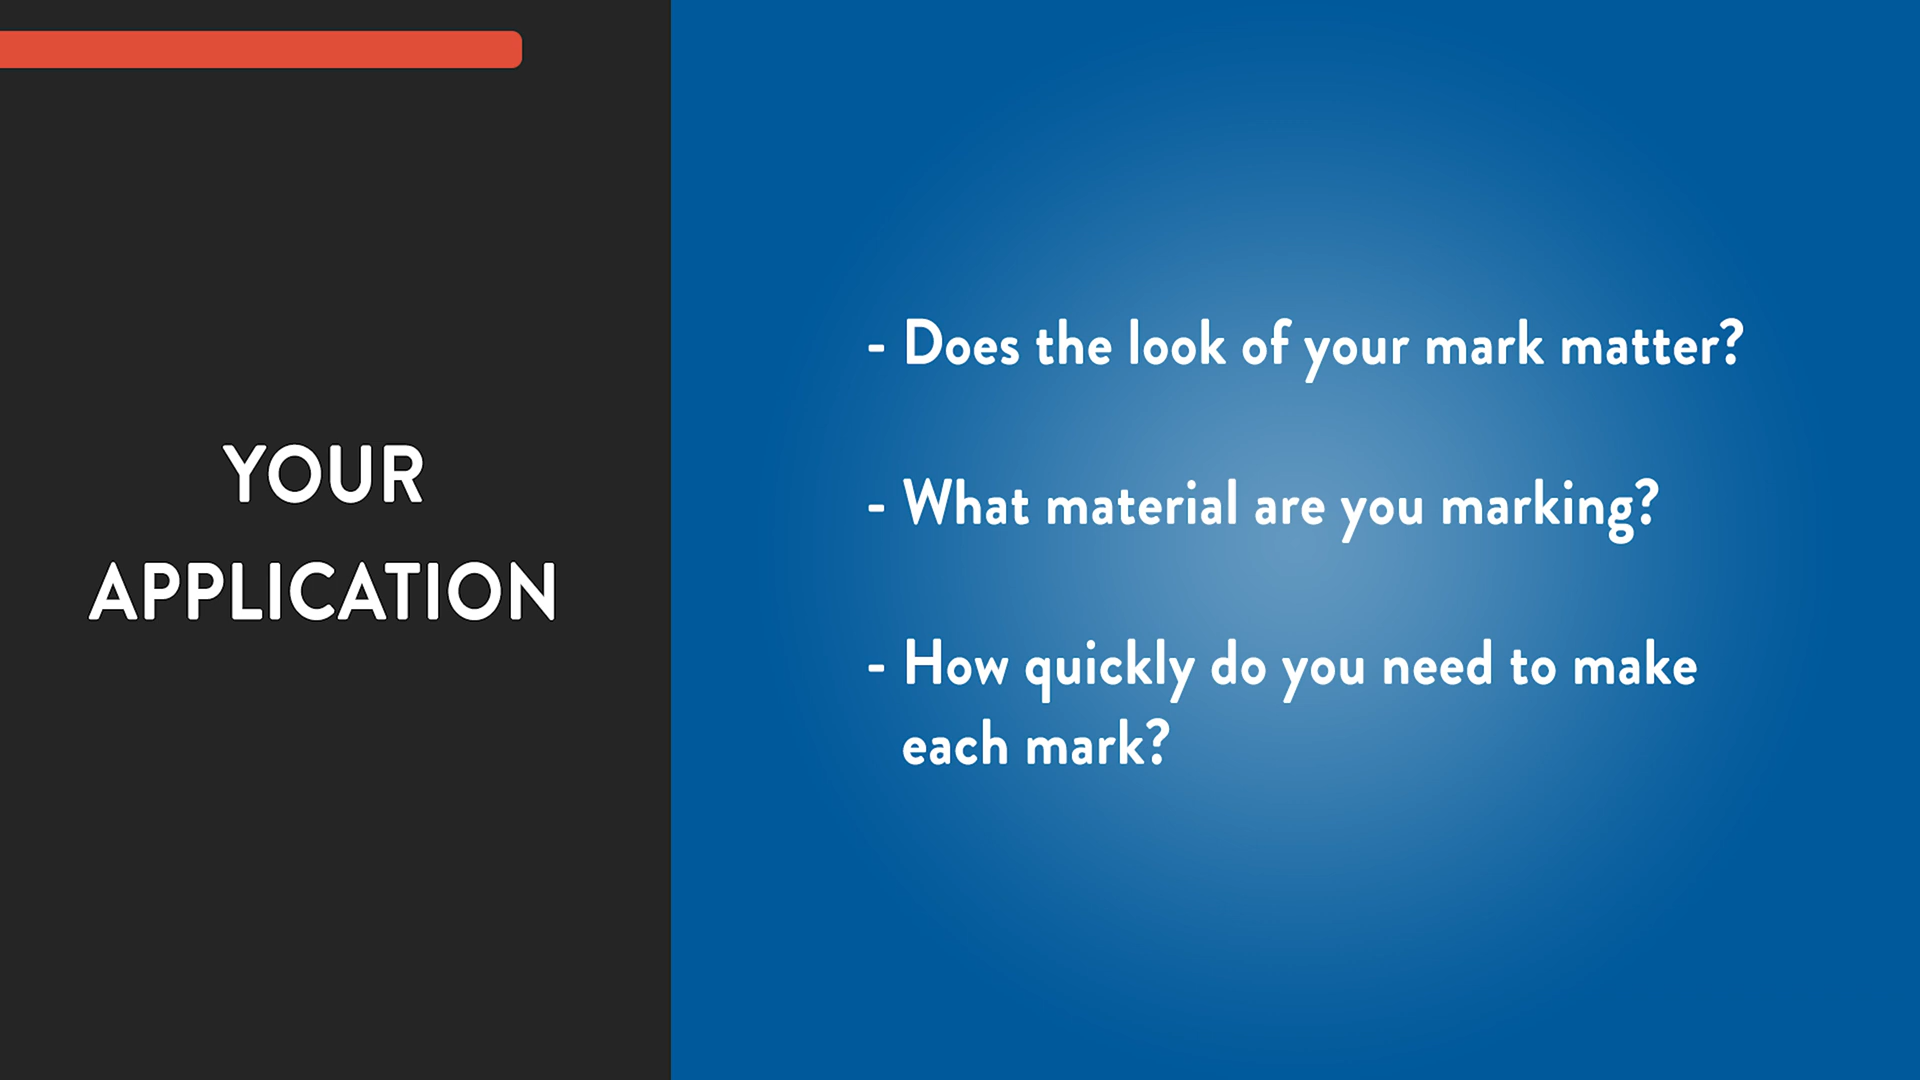 YOUR
APPLICATION
- Does the look of your mark matter?
- What material are you marking?
- How quickly do you need to make
each mark?